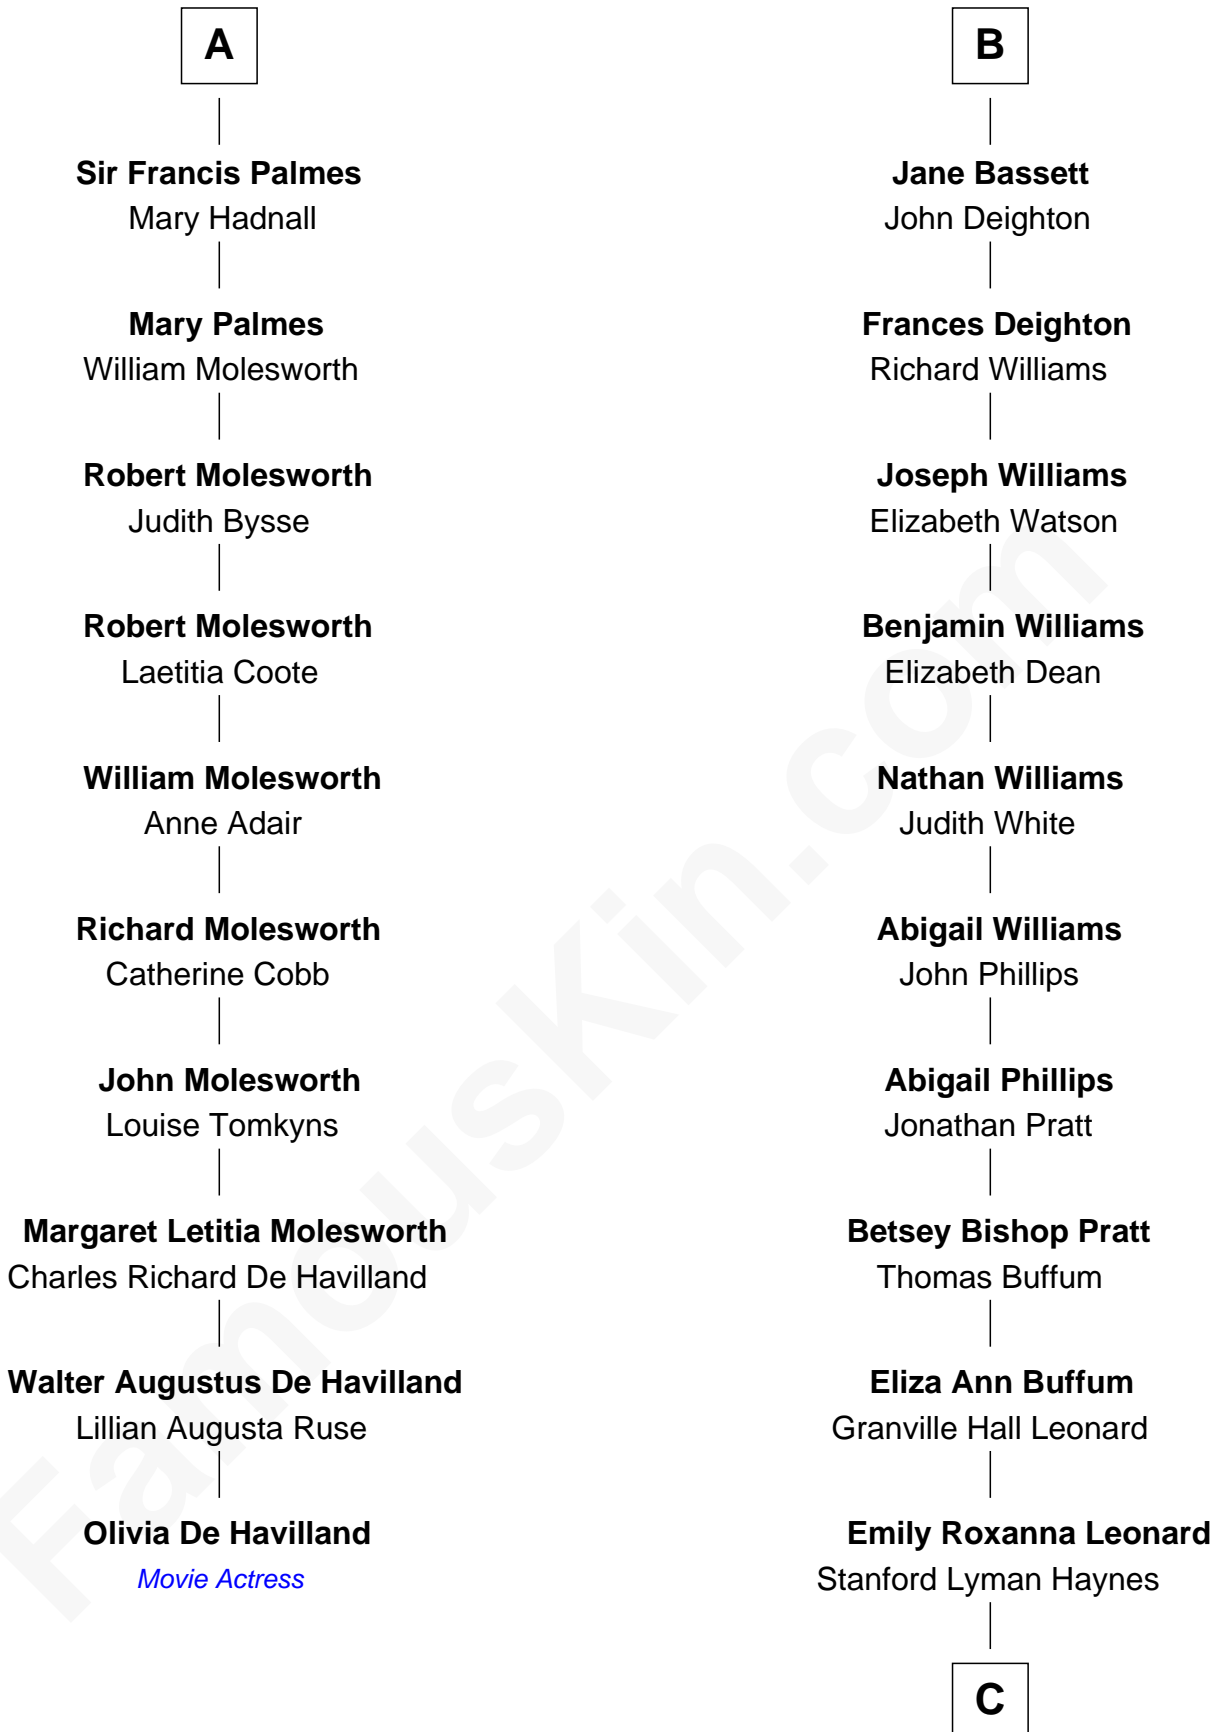 A
Sir Francis Palmes
Mary Hadnall
Mary Palmes
William Molesworth
Robert Molesworth
Judith Bysse
Robert Molesworth
Laetitia Coote
William Molesworth
Anne Adair
Richard Molesworth
Catherine Cobb
John Molesworth
Louise Tomkyns
Margaret Letitia Molesworth
Charles Richard De Havilland
Walter Augustus De Havilland
Lillian Augusta Ruse
Olivia De Havilland
Movie Actress
B
Jane Bassett
John Deighton
Frances Deighton
Richard Williams
Joseph Williams
Elizabeth Watson
Benjamin Williams
Elizabeth Dean
Nathan Williams
Judith White
Abigail Williams
John Phillips
Abigail Phillips
Jonathan Pratt
Betsey Bishop Pratt
Thomas Buffum
Eliza Ann Buffum
Granville Hall Leonard
Emily Roxanna Leonard
Stanford Lyman Haynes
C
FamousKin.com